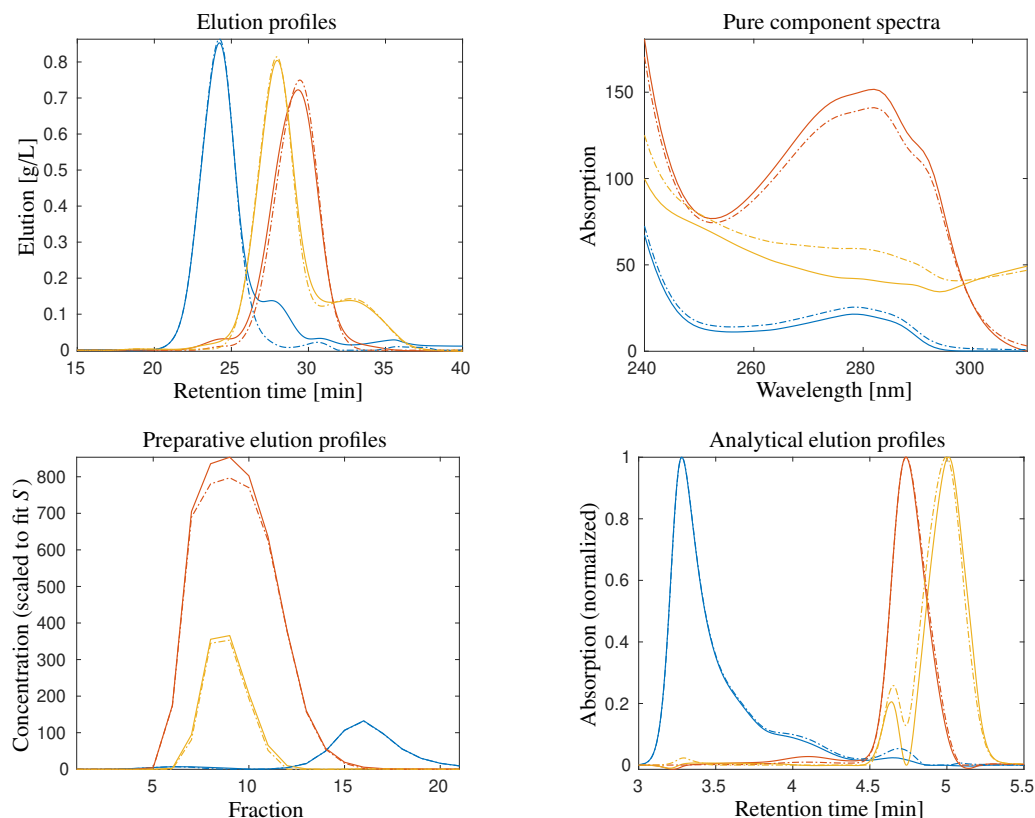 Elution profiles
Elution [g/L]
0.8
0.7
0.6
0.5
0.4
0.3
0.2
0.1
0
15 20 25 30 35 40
Retention time [min]
Pure component spectra
Absorption
150
100
50
0
240 260 280 300
Wavelength [nm]
Preparative elution profiles
Concentration (scaled to fit S)
800
700
600
500
400
300
200
100
0
5 10 15 20
Fraction
Analytical elution profiles
Absorption (normalized)
1
0.8
0.6
0.4
0.2
0
3 3.5 4 4.5 5 5.5
Retention time [min]